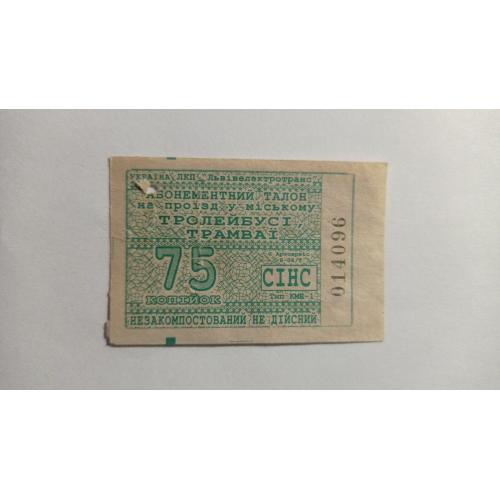 УКРАЇНА ЛКП "Львівелектротранс"
АБОНЕМЕНТНИЙ ТАЛОН
на проїзд у міському
ТРОЛЕЙБУСІ,
ТРАМВАЇ
75
КОПІЙОК
СІНС
Тип КМЕ-1
НЕЗАКОМПОСТОВАНИЙ НЕ ДІЙСНИЙ
014096